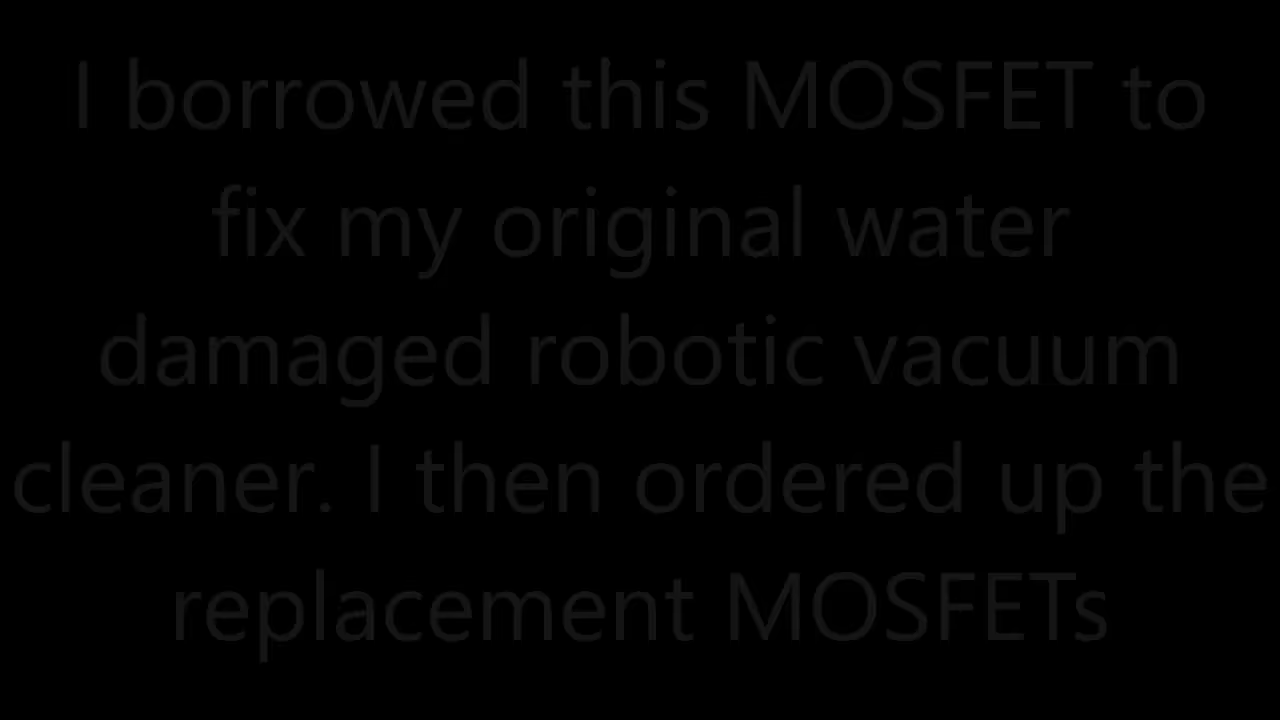 I borrowed this MOSFET to
fix my original water
damaged robotic vacuum
cleaner. I then ordered up the
replacement MOSFETs